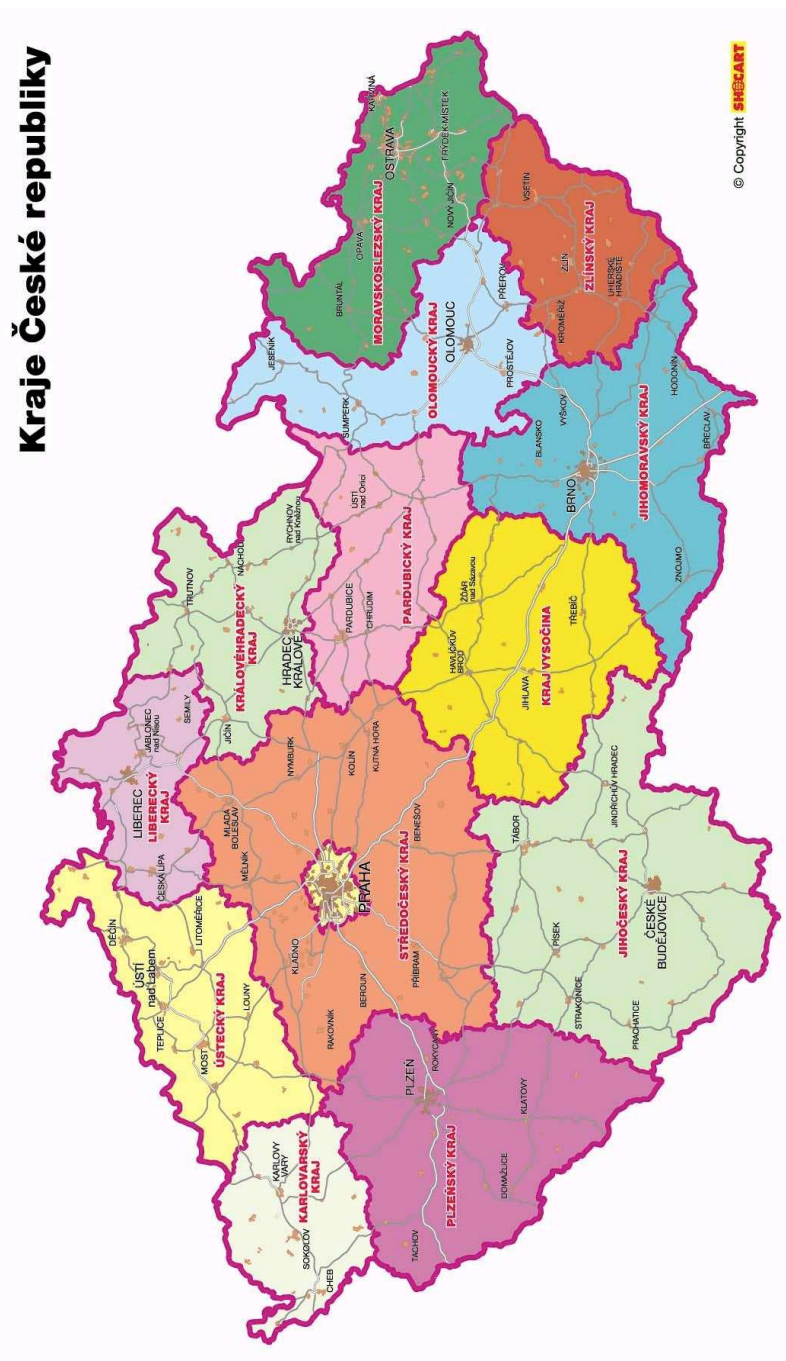 Kraje České republiky
KARLOVARSKÝ
KRAJ
KARLOVY
VARY
SOKOLOV
CHEB
ÚSTECKÝ KRAJ
DĚČÍN
ÚSTÍ
nad Labem
TEPLICE
LITOMĚŘICE
MOST
LOUNY
LIBERECKÝ
KRAJ
LIBEREC
JABLONEC
nad Nisou
SEMILY
ČESKÁ LÍPA
KRÁLOVÉHRADECKÝ
KRAJ
TRUTNOV
NÁCHOD
JIČÍN
HRADEC
KRÁLOVÉ
RYCHNOV
nad Kněžnou
PLZEŇSKÝ KRAJ
PLZEŇ
ROKYCANY
TACHOV
DOMAŽLICE
KLATOVY
STŘEDOČESKÝ KRAJ
PRAHA
MLADÁ
BOLESLAV
MĚLNÍK
NYMBURK
KOLÍN
KUTNÁ HORA
BENEŠOV
KLADNO
RAKOVNÍK
BEROUN
PŘÍBRAM
PARDUBICKÝ KRAJ
PARDUBICE
CHRUDIM
ÚSTÍ
nad Orlicí
JIHOČESKÝ KRAJ
TÁBOR
JINDŘICHŮV HRADEC
PÍSEK
STRAKONICE
PRACHATICE
ČESKÉ
BUDĚJOVICE
KRAJ VYSOČINA
HAVLÍČKŮV
BROD
ŽĎÁR
nad Sázavou
JIHLAVA
TŘEBÍČ
OLOMOUCKÝ KRAJ
JESENÍK
ŠUMPERK
OLOMOUC
PROSTĚJOV
PŘEROV
MORAVSKOSLEZSKÝ KRAJ
BRUNTÁL
OPAVA
OSTRAVA
KARVINÁ
FRÝDEK-MÍSTEK
NOVÝ JIČÍN
JIHOMORAVSKÝ KRAJ
BLANSKO
VYŠKOV
BRNO
ZNOJMO
HODONÍN
BŘECLAV
ZLÍNSKÝ KRAJ
KROMĚŘÍŽ
ZLÍN
VSETÍN
UHERSKÉ
HRADIŠTĚ
© Copyright SHOCART